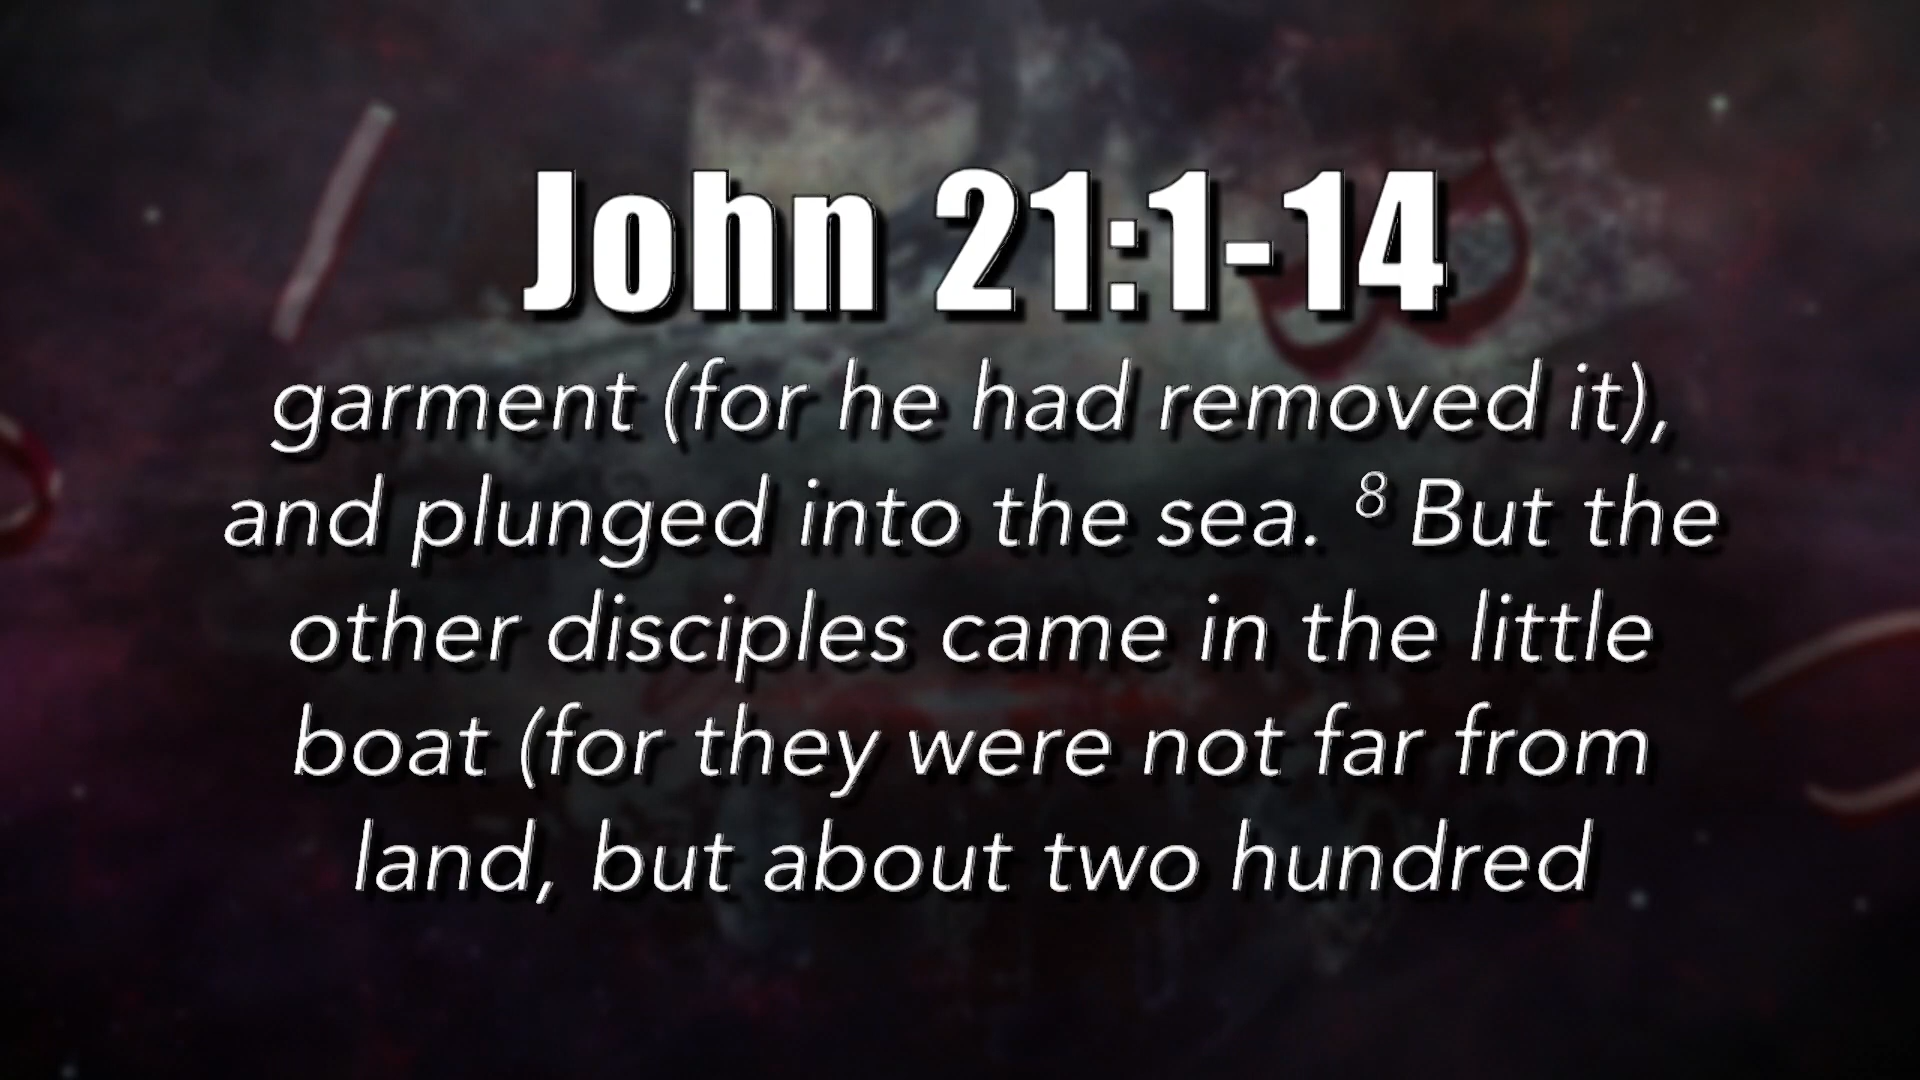 John 21:1-14
garment (for he had removed it),
and plunged into the sea. 8 But the
other disciples came in the little
boat (for they were not far from
land, but about two hundred